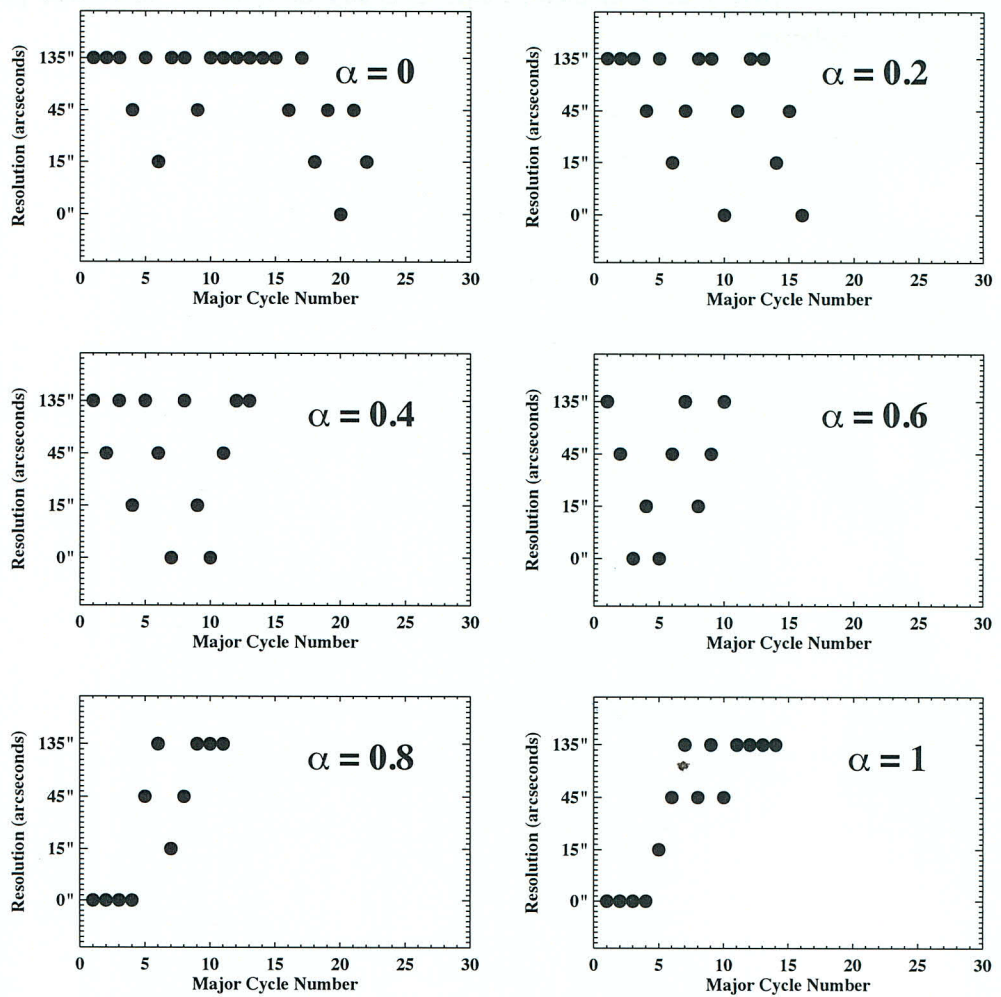 Resolution (arcseconds)
135"
45"
15"
0"
α = 0
0 5 10 15 20 25 30
Major Cycle Number
Resolution (arcseconds)
135"
45"
15"
0"
α = 0.2
0 5 10 15 20 25 30
Major Cycle Number
Resolution (arcseconds)
135"
45"
15"
0"
α = 0.4
0 5 10 15 20 25 30
Major Cycle Number
Resolution (arcseconds)
135"
45"
15"
0"
α = 0.6
0 5 10 15 20 25 30
Major Cycle Number
Resolution (arcseconds)
135"
45"
15"
0"
α = 0.8
0 5 10 15 20 25 30
Major Cycle Number
Resolution (arcseconds)
135"
45"
15"
0"
α = 1
0 5 10 15 20 25 30
Major Cycle Number